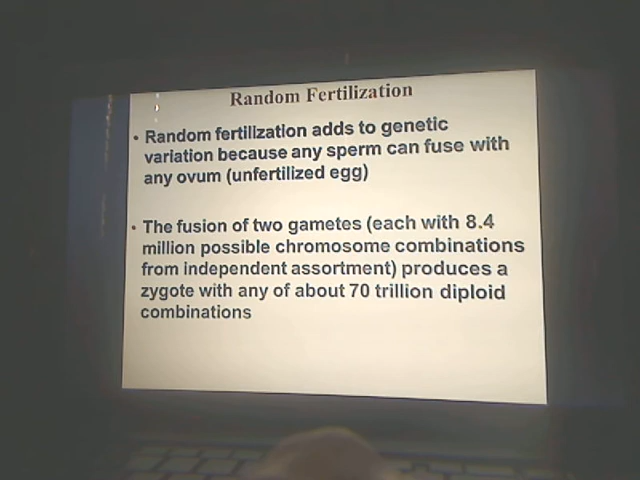 Random Fertilization
• Random fertilization adds to genetic
variation because any sperm can fuse with
any ovum (unfertilized egg)
• The fusion of two gametes (each with 8.4
million possible chromosome combinations
from independent assortment) produces a
zygote with any of about 70 trillion diploid
combinations